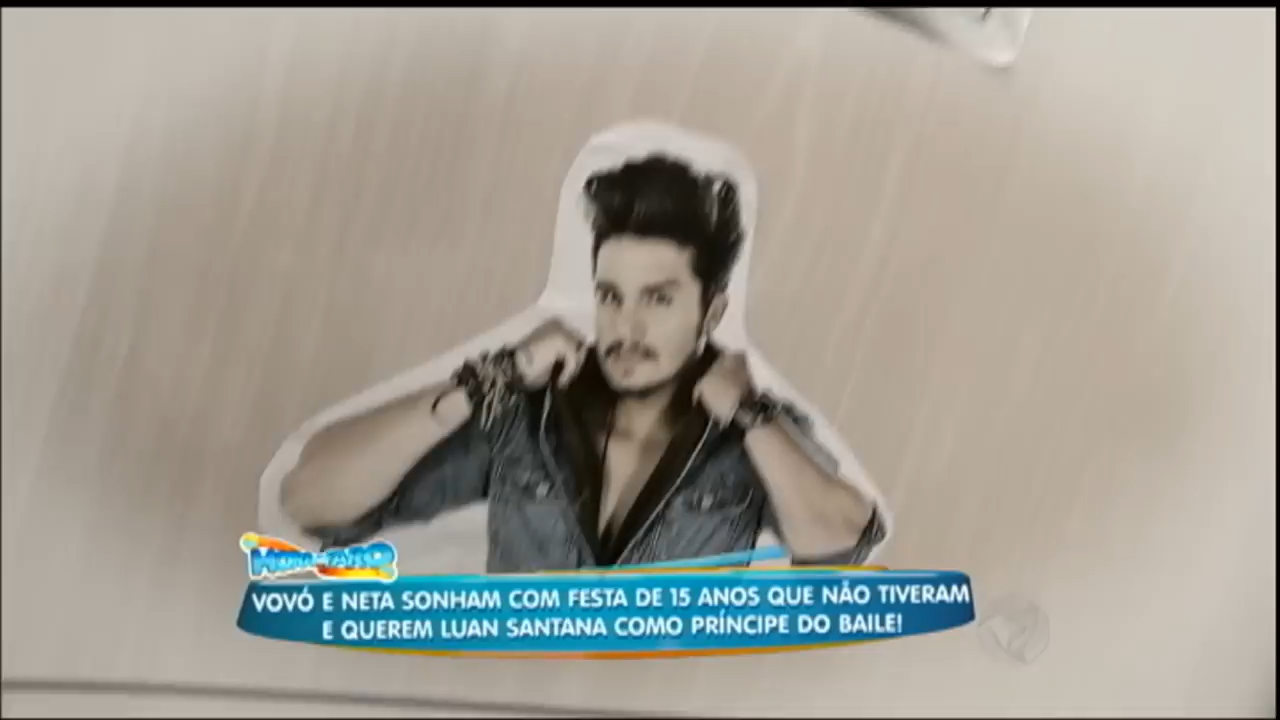 VOVÓ E NETA SONHAM COM FESTA DE 15 ANOS QUE NÃO TIVERAM
E QUEREM LUAN SANTANA COMO PRÍNCIPE DO BAILE!